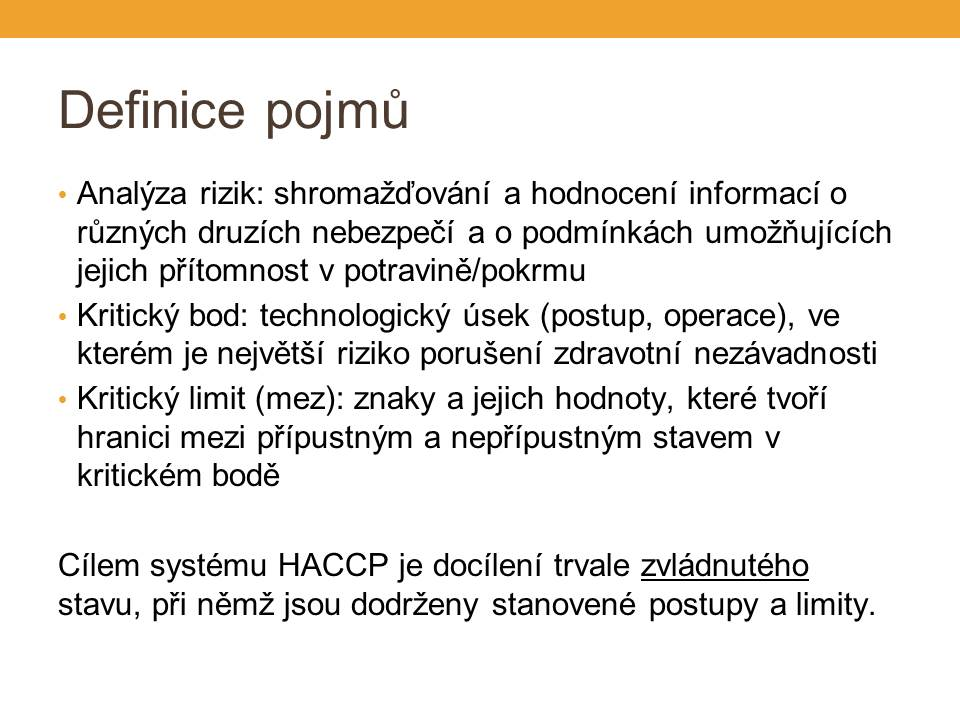 Definice pojmů
• Analýza rizik: shromažďování a hodnocení informací o
různých druzích nebezpečí a o podmínkách umožňujících
jejich přítomnost v potravině/pokrmu
• Kritický bod: technologický úsek (postup, operace), ve
kterém je největší riziko porušení zdravotní nezávadnosti
• Kritický limit (mez): znaky a jejich hodnoty, které tvoří
hranici mezi přípustným a nepřípustným stavem v
kritickém bodě
Cílem systému HACCP je docílení trvale zvládnutého
stavu, při němž jsou dodrženy stanovené postupy a limity.